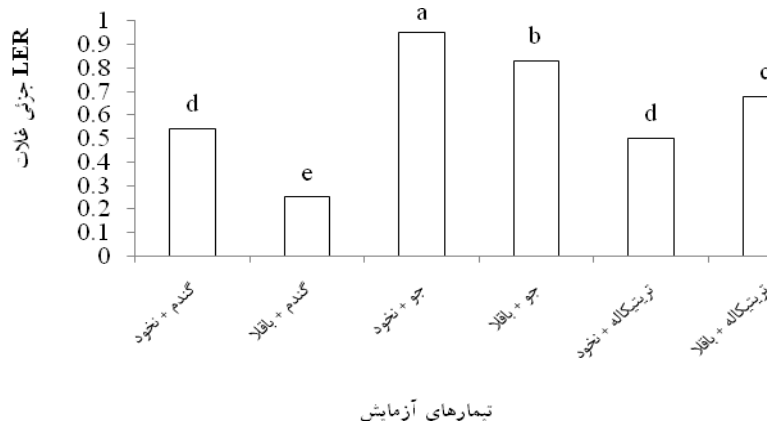 LER جزئی غلات
1
0.9
0.8
0.7
0.6
0.5
0.4
0.3
0.2
0.1
0
d
e
a
b
d
c
گندم + نخود
گندم + باقلا
جو + نخود
جو + باقلا
تریتیکاله + نخود
تریتیکاله + باقلا
تیمارهای آزمایش